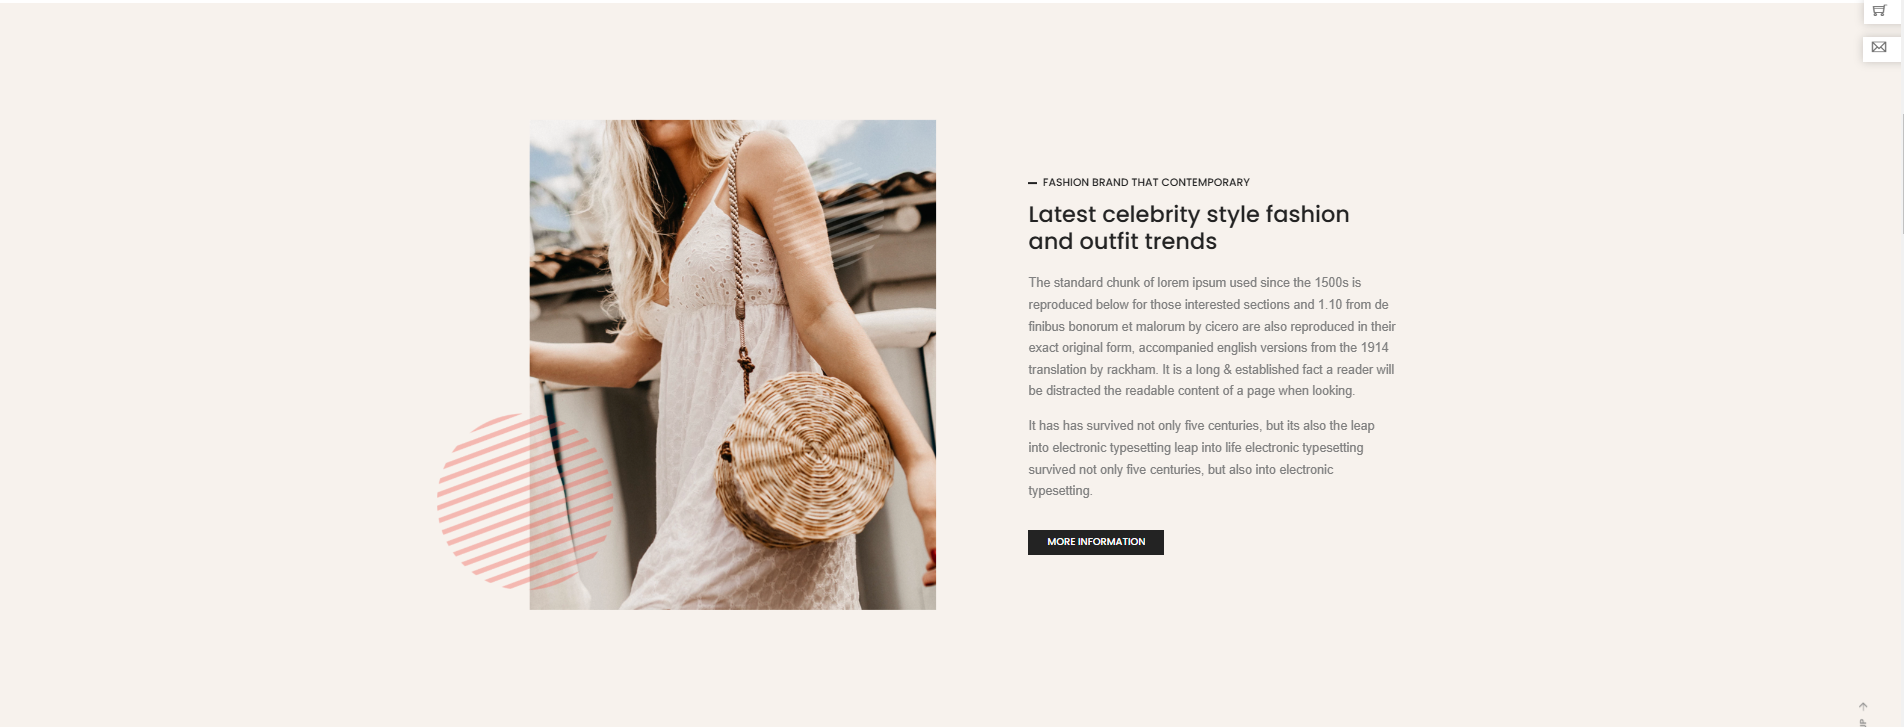 FASHION BRAND THAT CONTEMPORARY
Latest celebrity style fashion
and outfit trends
The standard chunk of lorem ipsum used since the 1500s is
reproduced below for those interested sections and 1.10 from de
finibus bonorum et malorum by cicero are also reproduced in their
exact original form, accompanied english versions from the 1914
translation by rackham. It is a long & established fact a reader will
be distracted the readable content of a page when looking.
It has has survived not only five centuries, but its also the leap
into electronic typesetting leap into life electronic typesetting
survived not only five centuries, but also into electronic
typesetting.
MORE INFORMATION